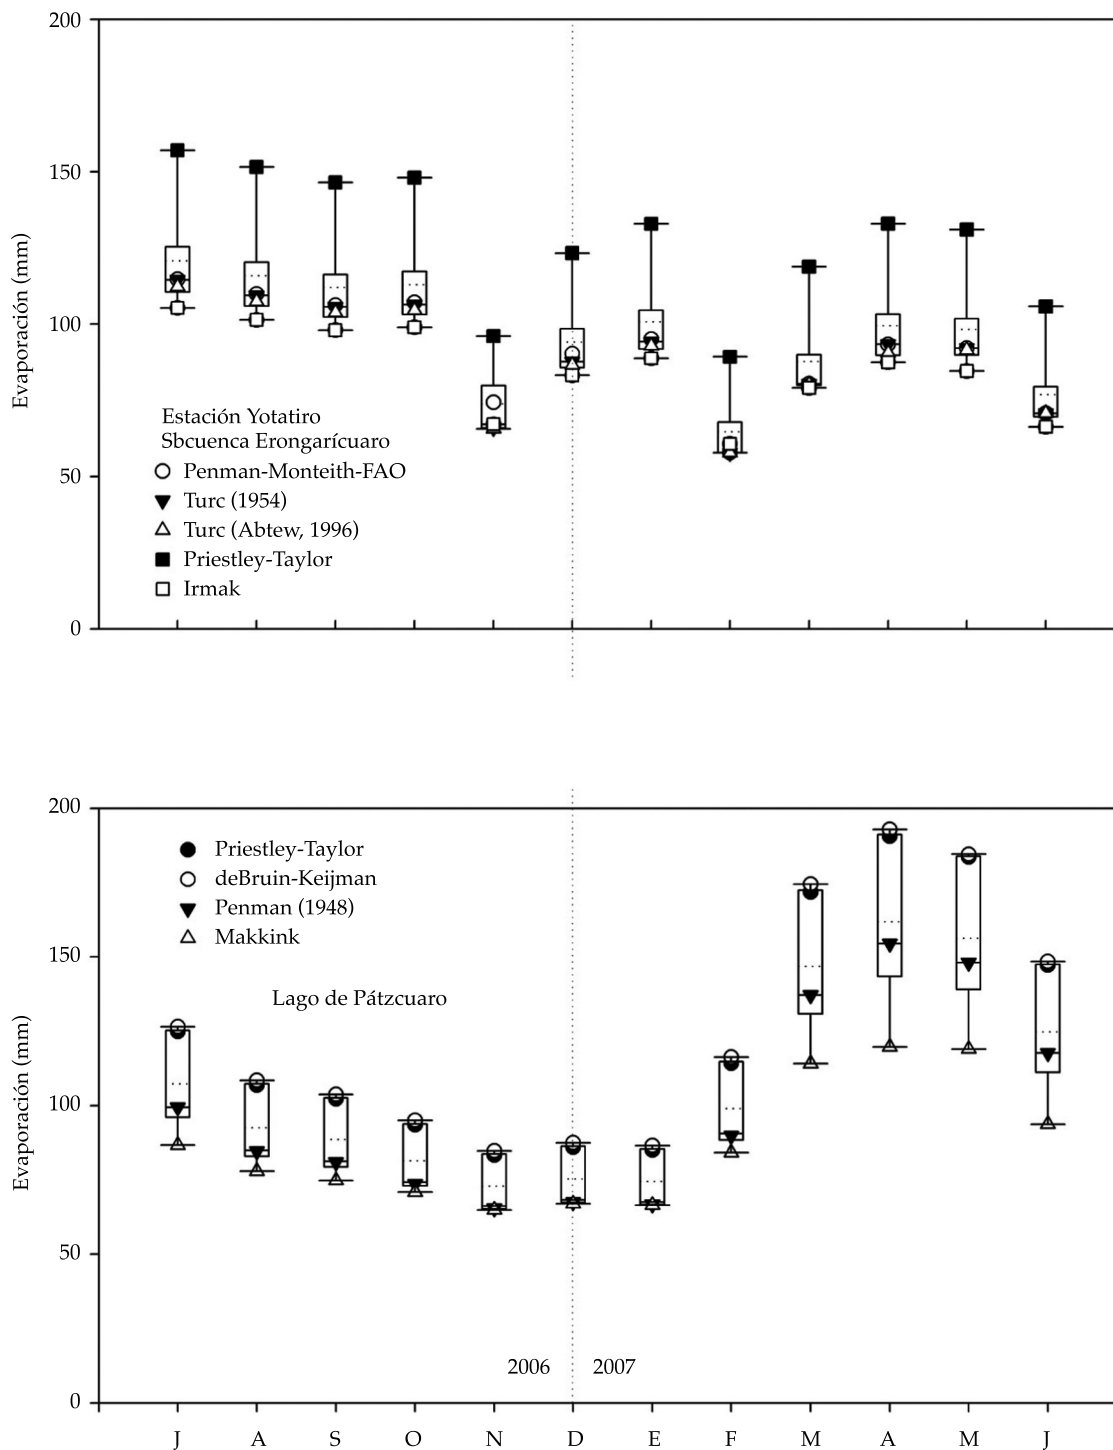 200
150
100
50
0
Evaporación (mm)
Estación Yotatiro
Sbcuenca Erongarícuaro
Penman-Monteith-FAO
Turc (1954)
Turc (Abtew, 1996)
Priestley-Taylor
Irmak
200
150
100
50
0
Evaporación (mm)
Priestley-Taylor
deBruin-Keijman
Penman (1948)
Makkink
Lago de Pátzcuaro
2006 2007
J A S O N D E F M A M J